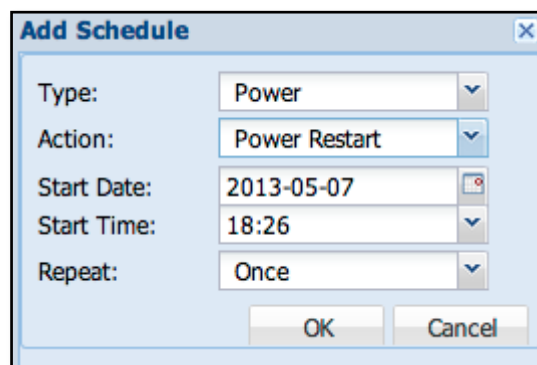 Add Schedule
Type: Power
Action: Power Restart
Start Date: 2013-05-07
Start Time: 18:26
Repeat: Once
OK Cancel